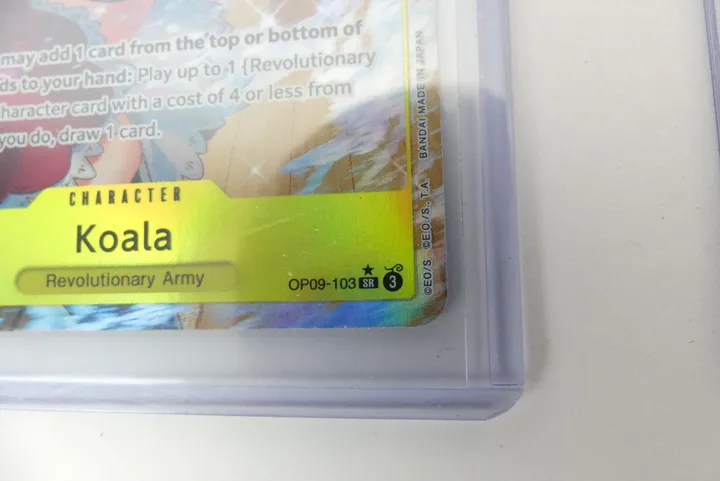 may add 1 card from the top or bottom of
ds to your hand: Play up to 1 {Revolutionary
haracter card with a cost of 4 or less from
you do, draw 1 card.
CHARACTER
Koala
Revolutionary Army
OP09-103 SR 3
©EO/S ©E.O./S., T.A. BANDAI MADE IN JAPAN